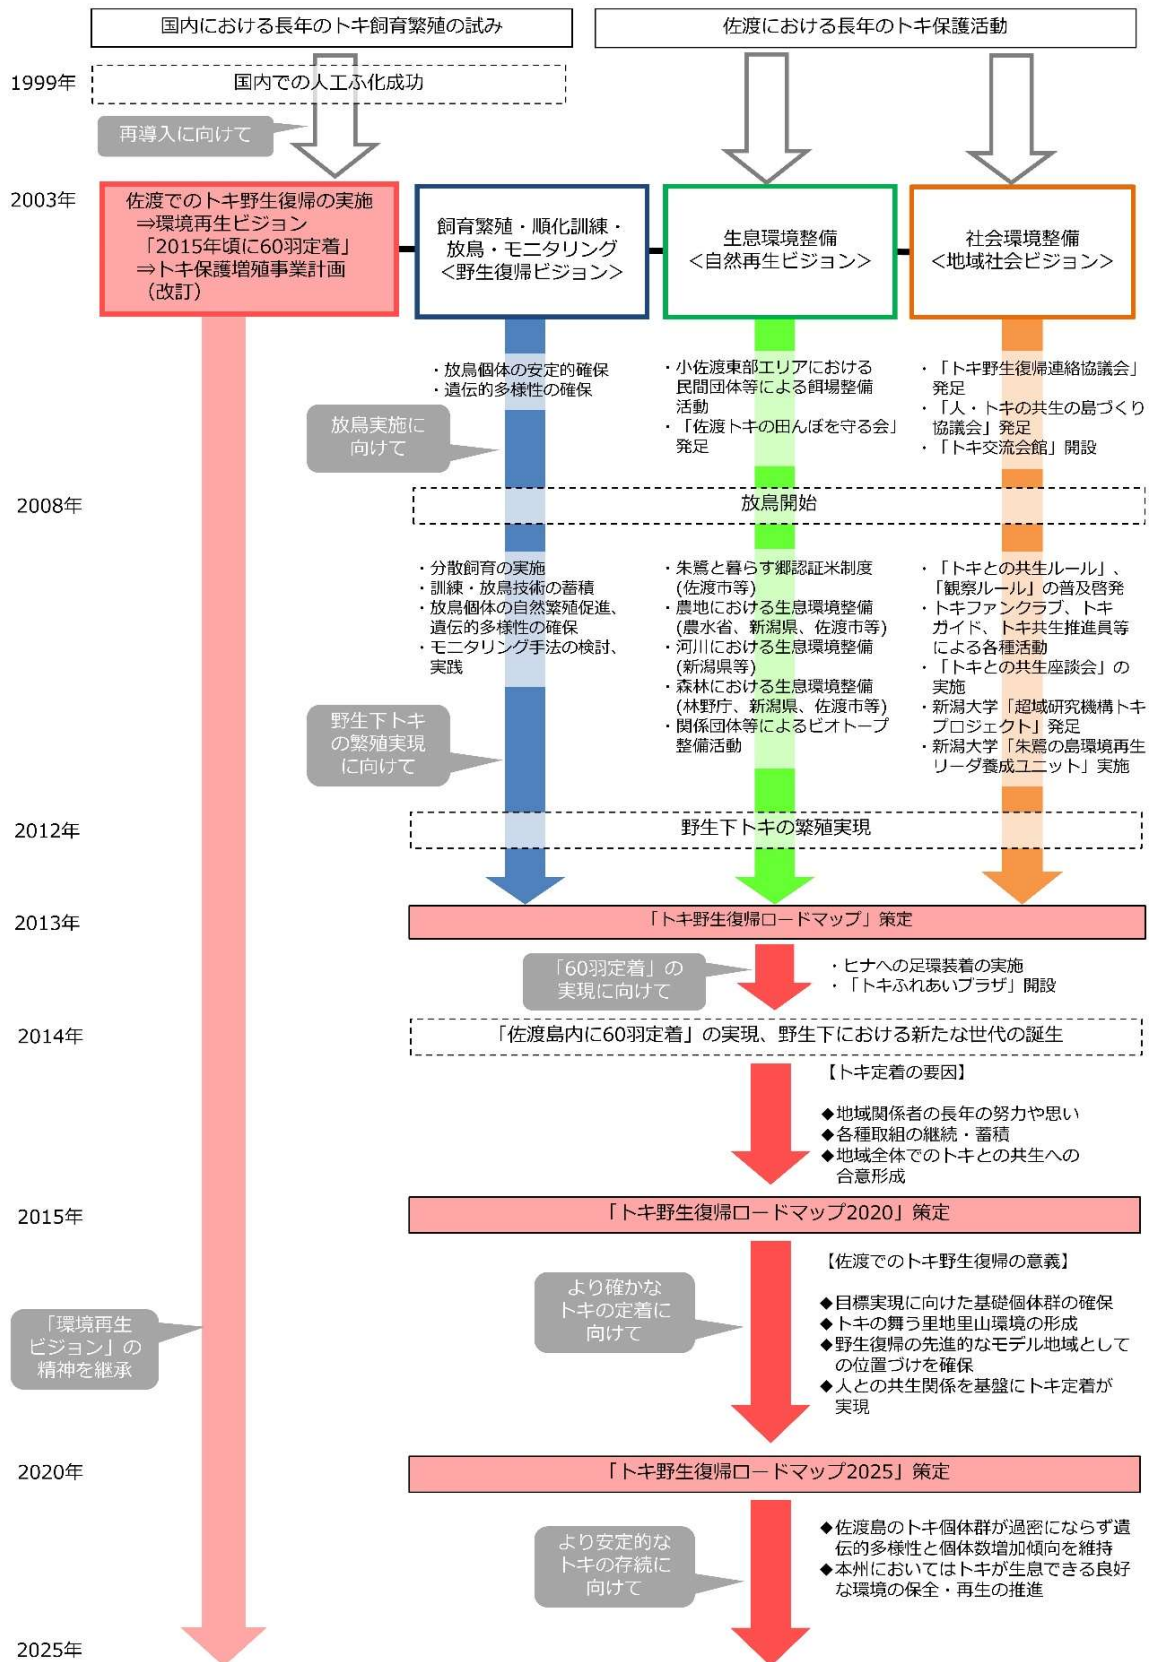 国内における長年のトキ飼育繁殖の試み
佐渡における長年のトキ保護活動
1999年
国内での人工ふ化成功
再導入に向けて
2003年
佐渡でのトキ野生復帰の実施
⇒環境再生ビジョン
「2015年頃に60羽定着」
⇒トキ保護増殖事業計画
（改訂）
飼育繁殖・順化訓練・
放鳥・モニタリング
<野生復帰ビジョン>
生息環境整備
<自然再生ビジョン>
社会環境整備
<地域社会ビジョン>
・放鳥個体の安定的確保
・遺伝的多様性の確保
・小佐渡東部エリアにおける
民間団体等による餌場整備
活動
・「佐渡トキの田んぼを守る会」
発足
・「トキ野生復帰連絡協議会」
発足
・「人・トキの共生の島づくり
協議会」発足
・「トキ交流会館」開設
放鳥実施に
向けて
2008年
放鳥開始
・分散飼育の実施
・訓練・放鳥技術の蓄積
・放鳥個体の自然繁殖促進、
遺伝的多様性の確保
・モニタリング手法の検討、
実践
・朱鷺と暮らす郷認証米制度
(佐渡市等)
・農地における生息環境整備
(農水省、新潟県、佐渡市等)
・河川における生息環境整備
(新潟県等)
・森林における生息環境整備
(林野庁、新潟県、佐渡市等)
・関係団体等によるビオトープ
整備活動
・「トキとの共生ルール」、
「観察ルール」の普及啓発
・トキファンクラブ、トキ
ガイド、トキ共生推進員等
による各種活動
・「トキとの共生座談会」の
実施
・新潟大学「超域研究機構トキ
プロジェクト」発足
・新潟大学「朱鷺の島環境再生
リーダ養成ユニット」実施
野生下トキ
の繁殖実現
に向けて
2012年
野生下トキの繁殖実現
2013年
「トキ野生復帰ロードマップ」策定
「60羽定着」の
実現に向けて
・ヒナへの足環装着の実施
・「トキふれあいプラザ」開設
2014年
「佐渡島内に60羽定着」の実現、野生下における新たな世代の誕生
【トキ定着の要因】
◆地域関係者の長年の努力や思い
◆各種取組の継続・蓄積
◆地域全体でのトキとの共生への
合意形成
2015年
「トキ野生復帰ロードマップ2020」策定
【佐渡でのトキ野生復帰の意義】
より確かな
トキの定着に
向けて
◆目標実現に向けた基礎個体群の確保
◆トキの舞う里地里山環境の形成
◆野生復帰の先進的なモデル地域として
の位置づけを確保
◆人との共生関係を基盤にトキ定着が
実現
「環境再生
ビジョン」の
精神を継承
2020年
「トキ野生復帰ロードマップ2025」策定
より安定的な
トキの存続に
向けて
◆佐渡島のトキ個体群が過密にならず遺
伝的多様性と個体数増加傾向を維持
◆本州においてはトキが生息できる良好
な環境の保全・再生の推進
2025年